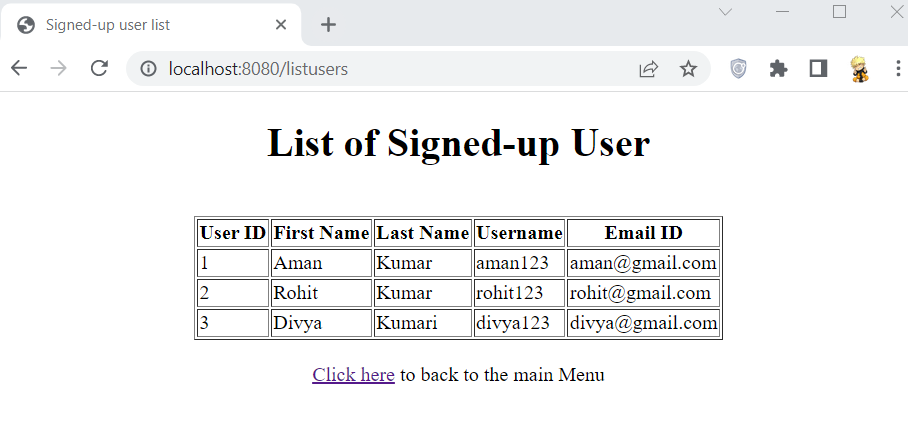 Signed-up user list
localhost:8080/listusers
List of Signed-up User
User ID First Name Last Name Username Email ID
1 Aman Kumar aman123 aman@gmail.com
2 Rohit Kumar rohit123 rohit@gmail.com
3 Divya Kumari divya123 divya@gmail.com
Click here to back to the main Menu